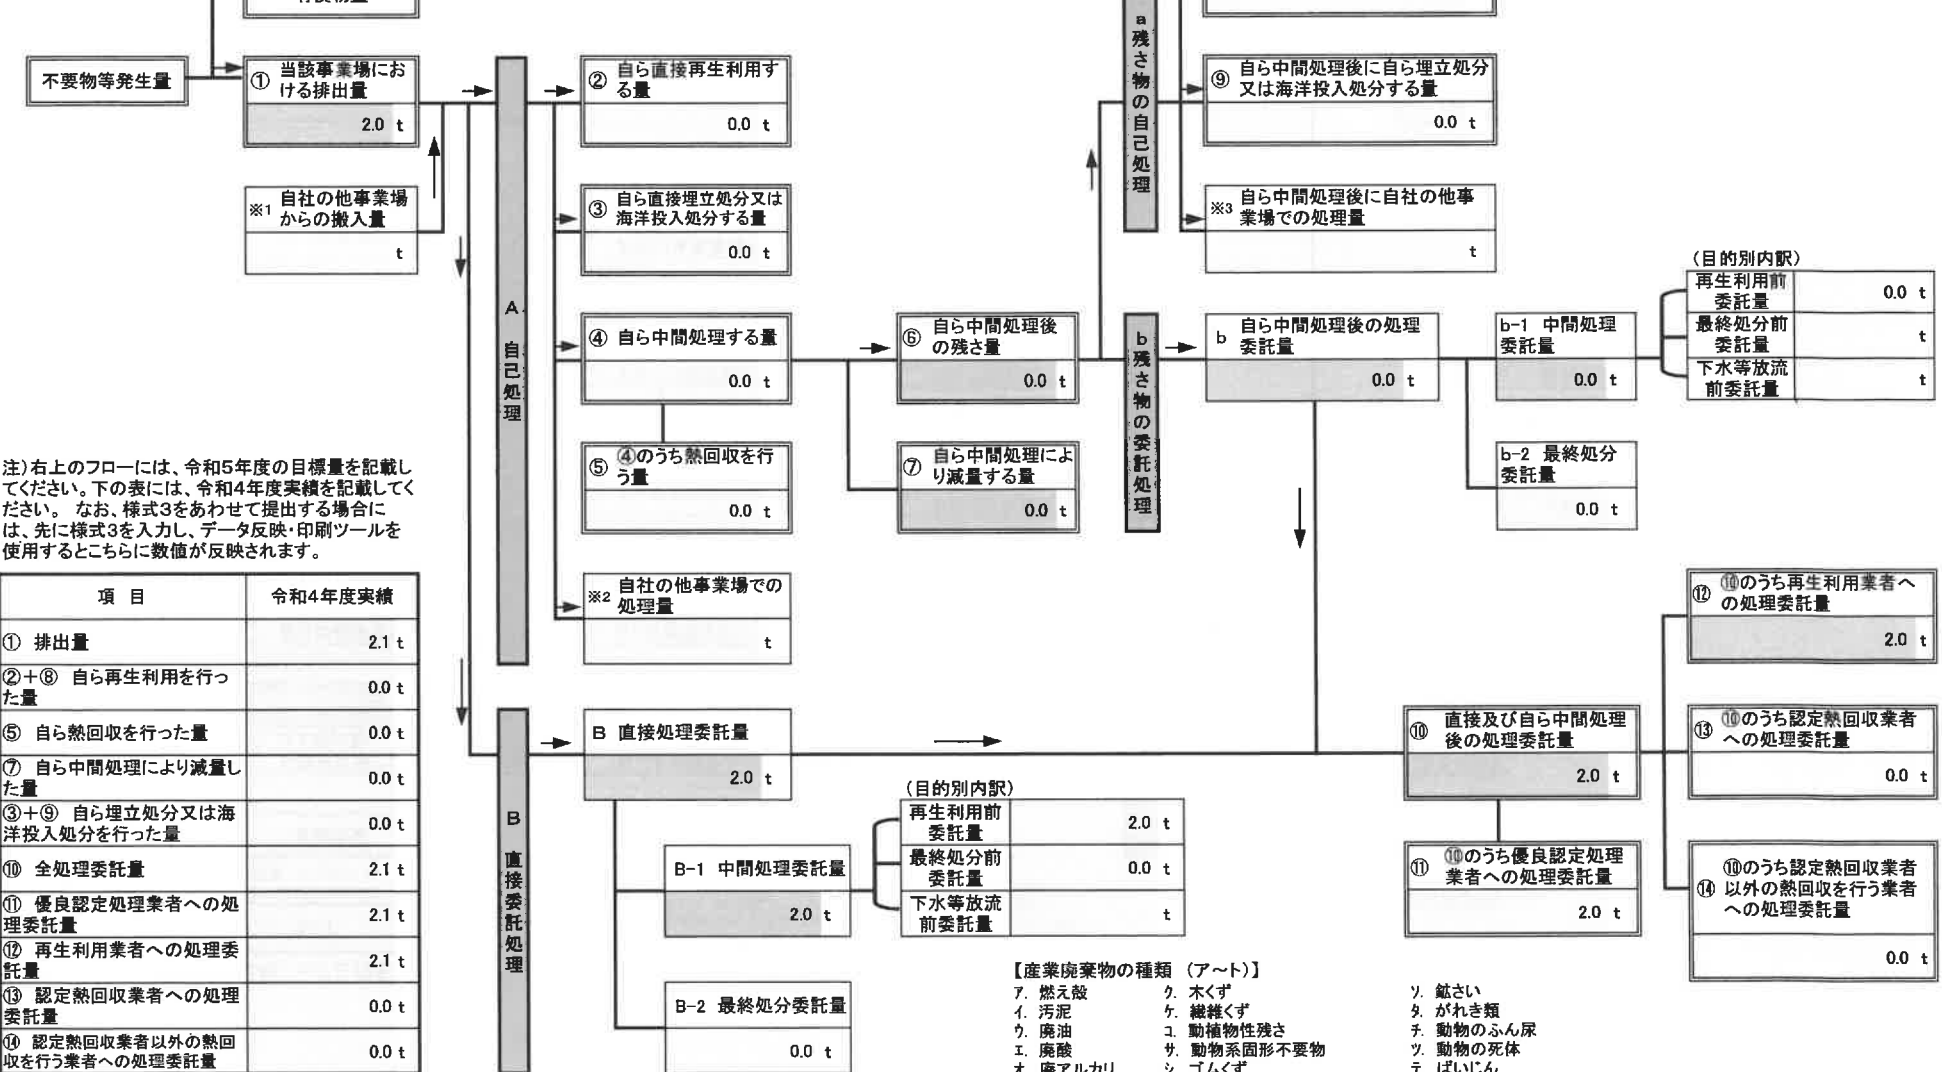 不要物等発生量
① 当該事業場にお
ける排出量
2.0 t
※1 自社の他事業場
からの搬入量
t
A 自己処理
② 自ら直接再生利用す
る量
0.0 t
③ 自ら直接埋立処分又は
海洋投入処分する量
0.0 t
④ 自ら中間処理する量
0.0 t
⑤ ④のうち熱回収を行
う量
0.0 t
※2 自社の他事業場での
処理量
t
⑥ 自ら中間処理後
の残さ量
0.0 t
⑦ 自ら中間処理によ
り減量する量
0.0 t
a 残さ物の自己処理
⑨ 自ら中間処理後に自ら埋立処分
又は海洋投入処分する量
0.0 t
※3 自ら中間処理後に自社の他事
業場での処理量
t
b 残さ物の委託処理
b 自ら中間処理後の処理
委託量
0.0 t
b-1 中間処理
委託量
0.0 t
b-2 最終処分
委託量
0.0 t
(目的別内訳)
再生利用前
委託量
0.0 t
最終処分前
委託量
t
下水等放流
前委託量
t
注)右上のフローには、令和5年度の目標量を記載し
てください。下の表には、令和4年度実績を記載してく
ださい。 なお、様式3をあわせて提出する場合に
は、先に様式3を入力し、データ反映・印刷ツールを
使用するとこちらに数値が反映されます。
項 目 令和4年度実績
① 排出量 2.1 t
②+⑧ 自ら再生利用を行っ
た量 0.0 t
⑤ 自ら熱回収を行った量 0.0 t
⑦ 自ら中間処理により減量し
た量 0.0 t
③+⑨ 自ら埋立処分又は海
洋投入処分を行った量 0.0 t
⑩ 全処理委託量 2.1 t
⑪ 優良認定処理業者への処
理委託量 2.1 t
⑫ 再生利用業者への処理委
託量 2.1 t
⑬ 認定熱回収業者への処理
委託量 0.0 t
⑭ 認定熱回収業者以外の熱回
収を行う業者への処理委託量 0.0 t
B 直接委託処理
B 直接処理委託量
2.0 t
B-1 中間処理委託量
2.0 t
B-2 最終処分委託量
0.0 t
(目的別内訳)
再生利用前
委託量
2.0 t
最終処分前
委託量
0.0 t
下水等放流
前委託量
t
⑩ 直接及び自ら中間処理
後の処理委託量
2.0 t
⑪ ⑩のうち優良認定処理
業者への処理委託量
2.0 t
⑫ ⑩のうち再生利用業者へ
の処理委託量
2.0 t
⑬ ⑩のうち認定熱回収業者
への処理委託量
0.0 t
⑭ ⑩のうち認定熱回収業者
以外の熱回収を行う業者
への処理委託量
0.0 t
【産業廃棄物の種類 (ア～ト)】
ア. 燃え殻 ク. 木くず ソ. 鉱さい
イ. 汚泥 ケ. 繊維くず タ. がれき類
ウ. 廃油 コ. 動植物性残さ チ. 動物のふん尿
エ. 廃酸 サ. 動物系固形不要物 ツ. 動物の死体
オ. 廃アルカリ シ. ゴムくず テ. ばいじん